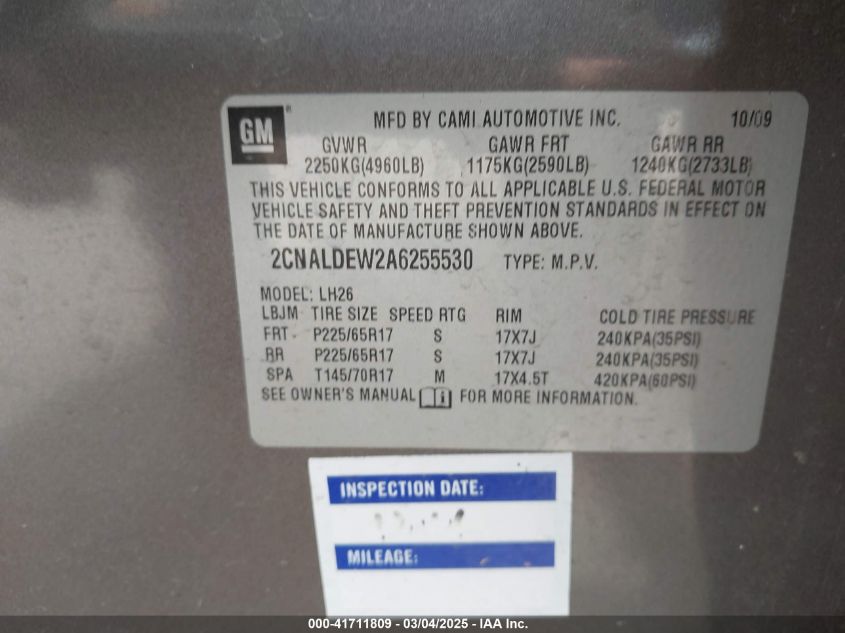 GM
MFD BY CAMI AUTOMOTIVE INC. 10/09
GVWR GAWR FRT GAWR RR
2250KG(4960LB) 1175KG(2590LB) 1240KG(2733LB)
THIS VEHICLE CONFORMS TO ALL APPLICABLE U.S. FEDERAL MOTOR
VEHICLE SAFETY AND THEFT PREVENTION STANDARDS IN EFFECT ON
THE DATE OF MANUFACTURE SHOWN ABOVE.
2CNALDEW2A6255530 TYPE: M.P.V.
MODEL: LH26
LBJM TIRE SIZE SPEED RTG RIM COLD TIRE PRESSURE
FRT P225/65R17 S 17X7J 240KPA(35PSI)
RR P225/65R17 S 17X7J 240KPA(35PSI)
SPA T145/70R17 M 17X4.5T 420KPA(60PSI)
SEE OWNER'S MANUAL FOR MORE INFORMATION.
INSPECTION DATE:
MILEAGE:
000-41711809 - 03/04/2025 - IAA Inc.